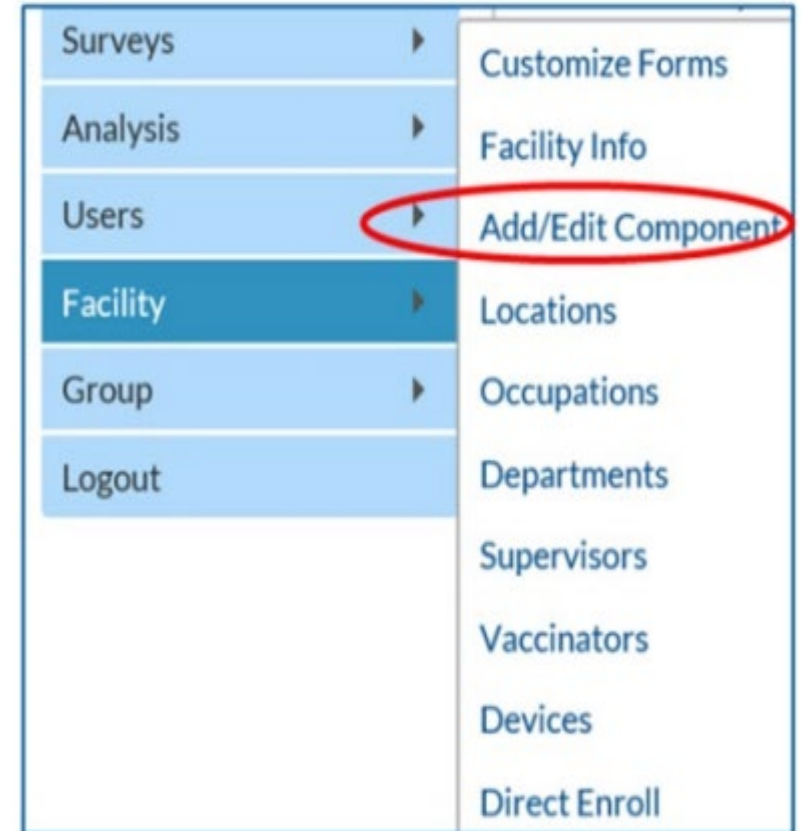 Surveys
Analysis
Users
Facility
Group
Logout
Customize Forms
Facility Info
Add/Edit Component
Locations
Occupations
Departments
Supervisors
Vaccinators
Devices
Direct Enroll